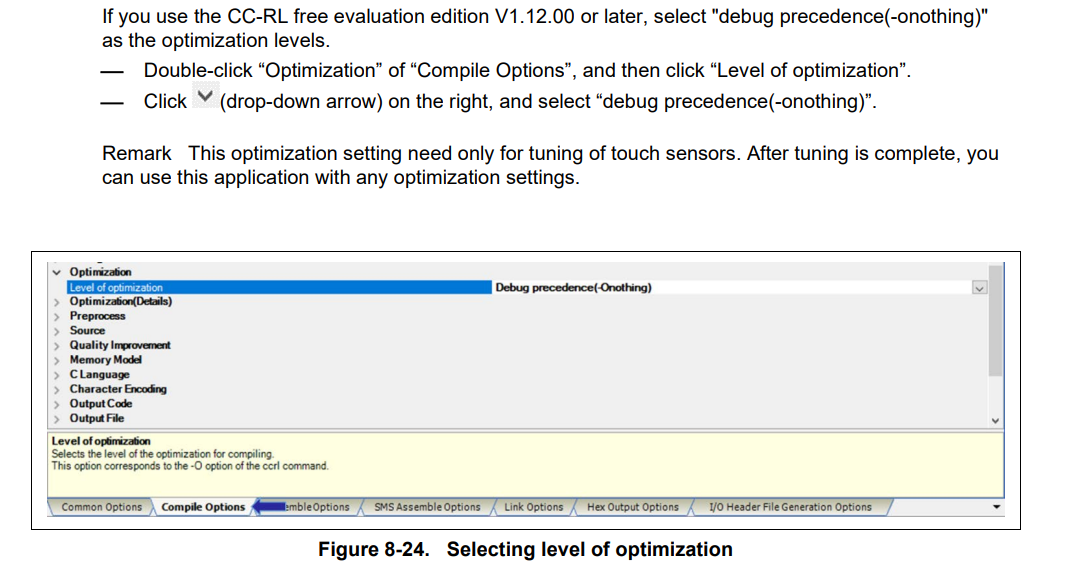 If you use the CC-RL free evaluation edition V1.12.00 or later, select "debug precedence(-onothing)"
as the optimization levels.
— Double-click “Optimization” of “Compile Options”, and then click “Level of optimization”.
— Click (drop-down arrow) on the right, and select “debug precedence(-onothing)”.
Remark This optimization setting need only for tuning of touch sensors. After tuning is complete, you
can use this application with any optimization settings.
Optimization
Level of optimization Debug precedence(-Onothing)
Optimization(Details)
Preprocess
Source
Quality Improvement
Memory Model
C Language
Character Encoding
Output Code
Output File
Level of optimization
Selects the level of the optimization for compiling.
This option corresponds to the -O option of the ccrl command.
Common Options Compile Options embleOptions SMS Assemble Options Link Options Hex Output Options I/O Header File Generation Options
Figure 8-24. Selecting level of optimization